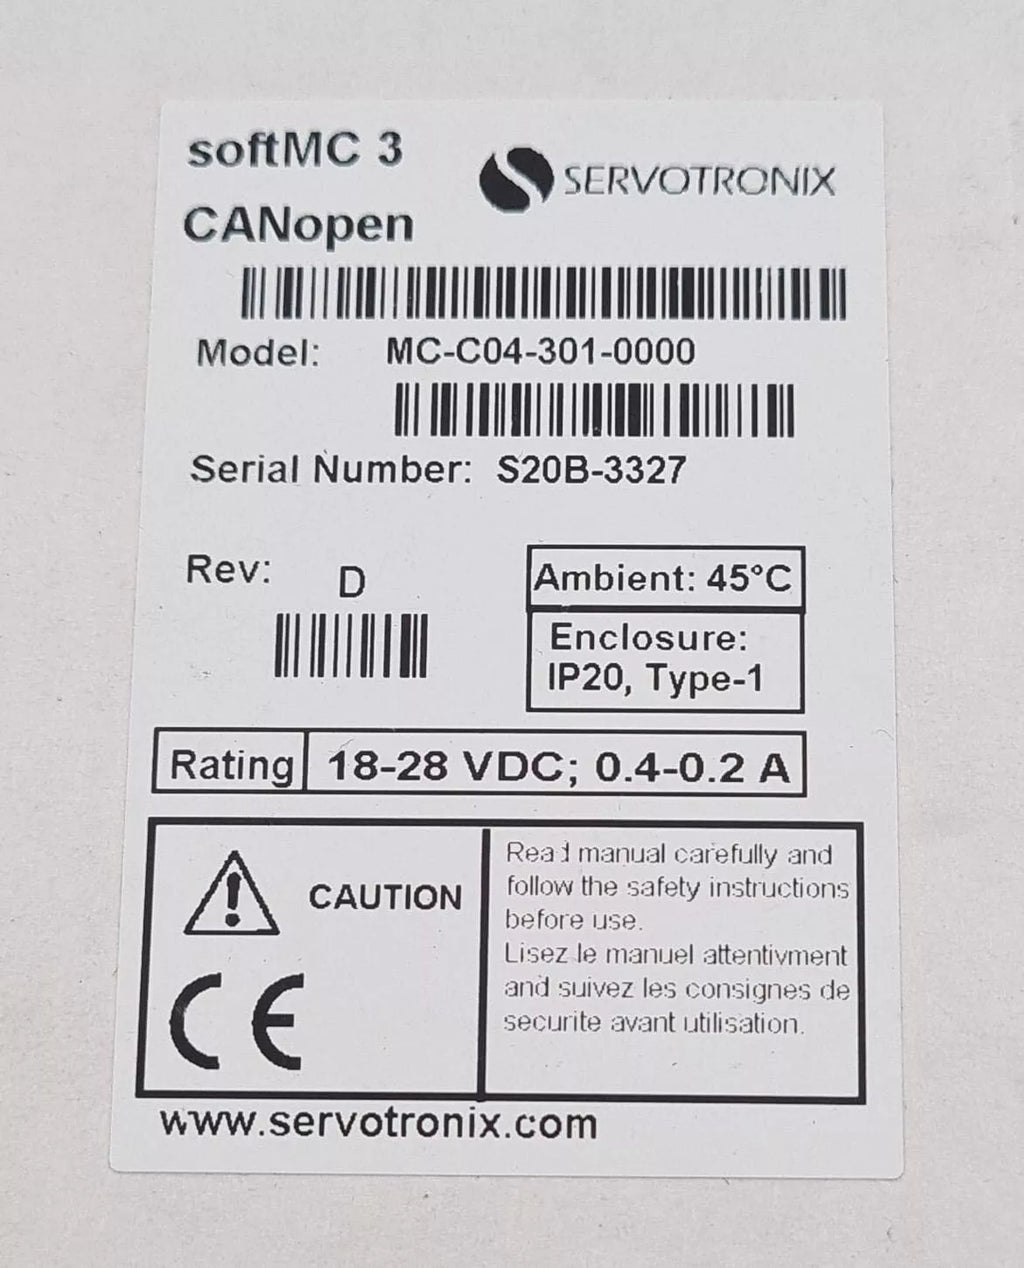 softMC 3
SERVOTRONIX
CANopen
Model: MC-C04-301-0000
Serial Number: S20B-3327
Rev: D
Ambient: 45°C
Enclosure:
IP20, Type-1
Rating 18-28 VDC; 0.4-0.2 A
CAUTION
CE
Read manual carefully and
follow the safety instructions
before use.
Lisez le manuel attentivment
and suivez les consignes de
securite avant utilisation.
www.servotronix.com